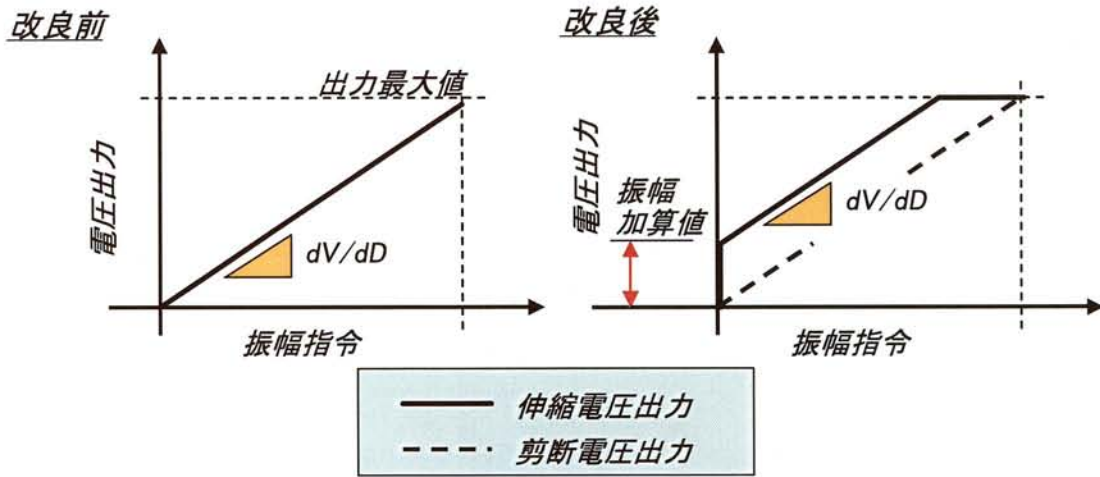 改良前
出力最大値
電圧出力
dV/dD
振幅指令
改良後
電圧出力
振幅
加算値
dV/dD
振幅指令
伸縮電圧出力
剪断電圧出力